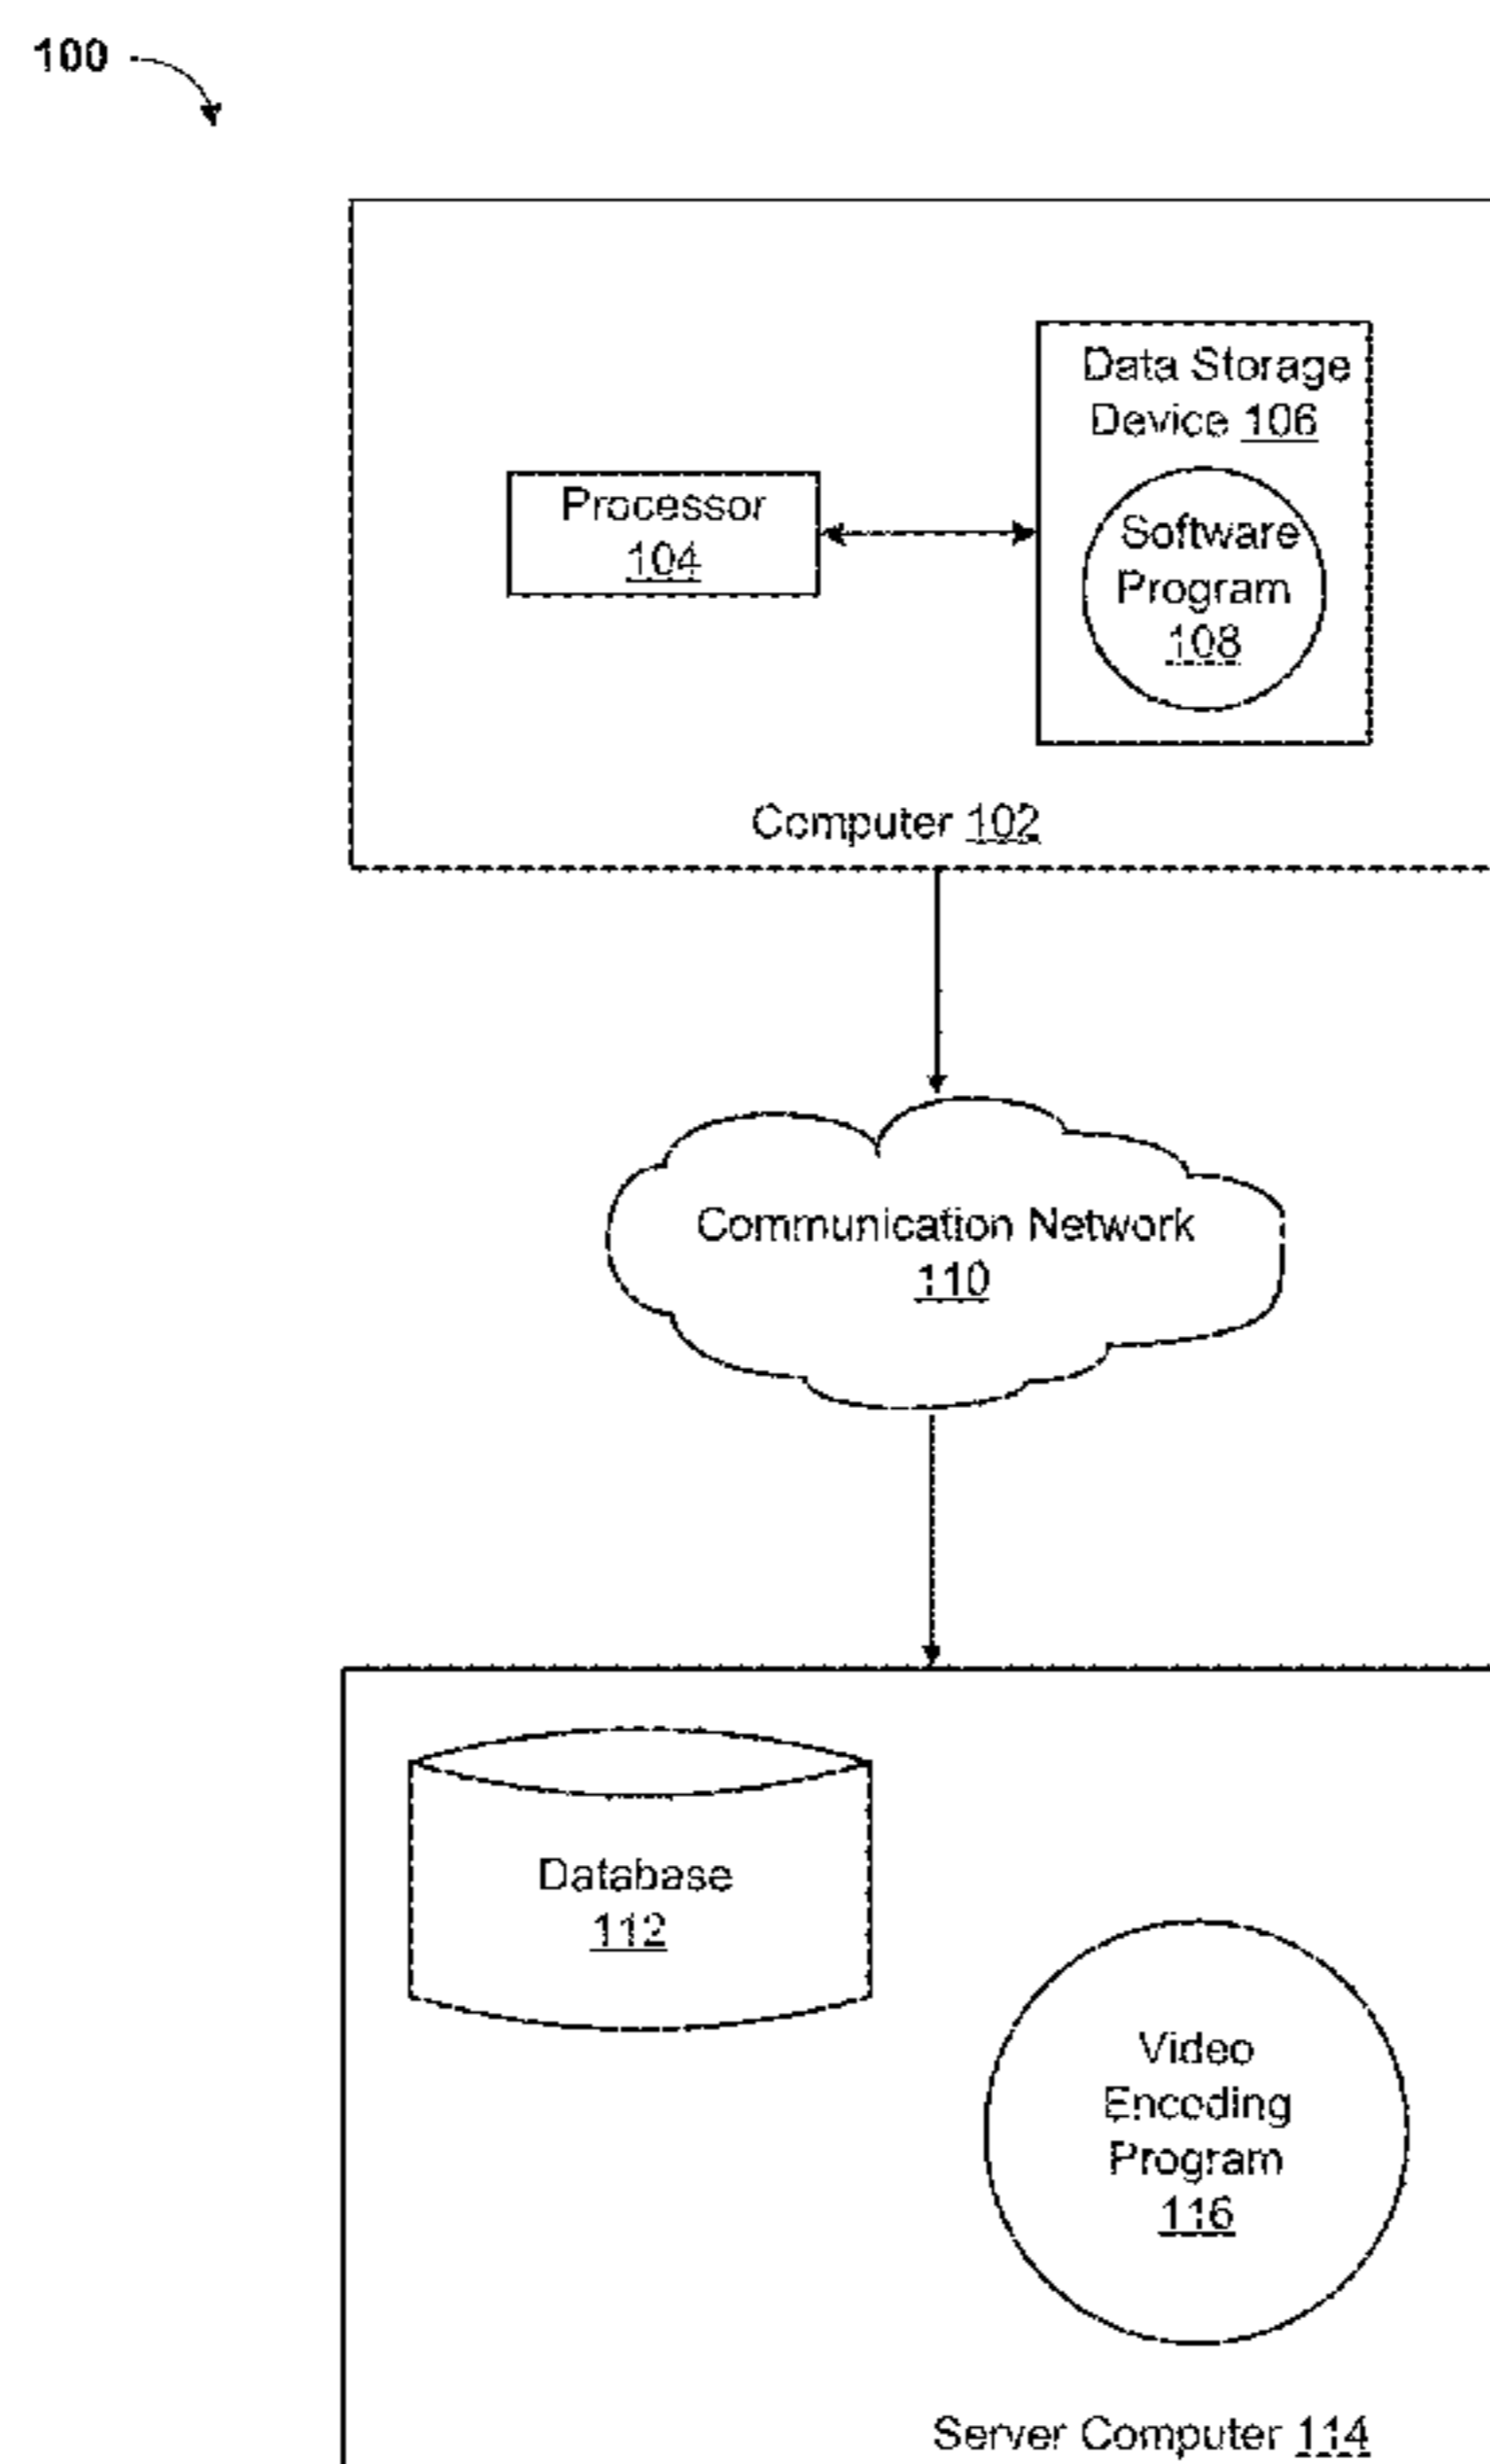 100
Data Storage
Device 106
Processor
104
Software
Program
108
Computer 102
Communication Network
110
Database
112
Video
Encoding
Program
116
Server Computer 114